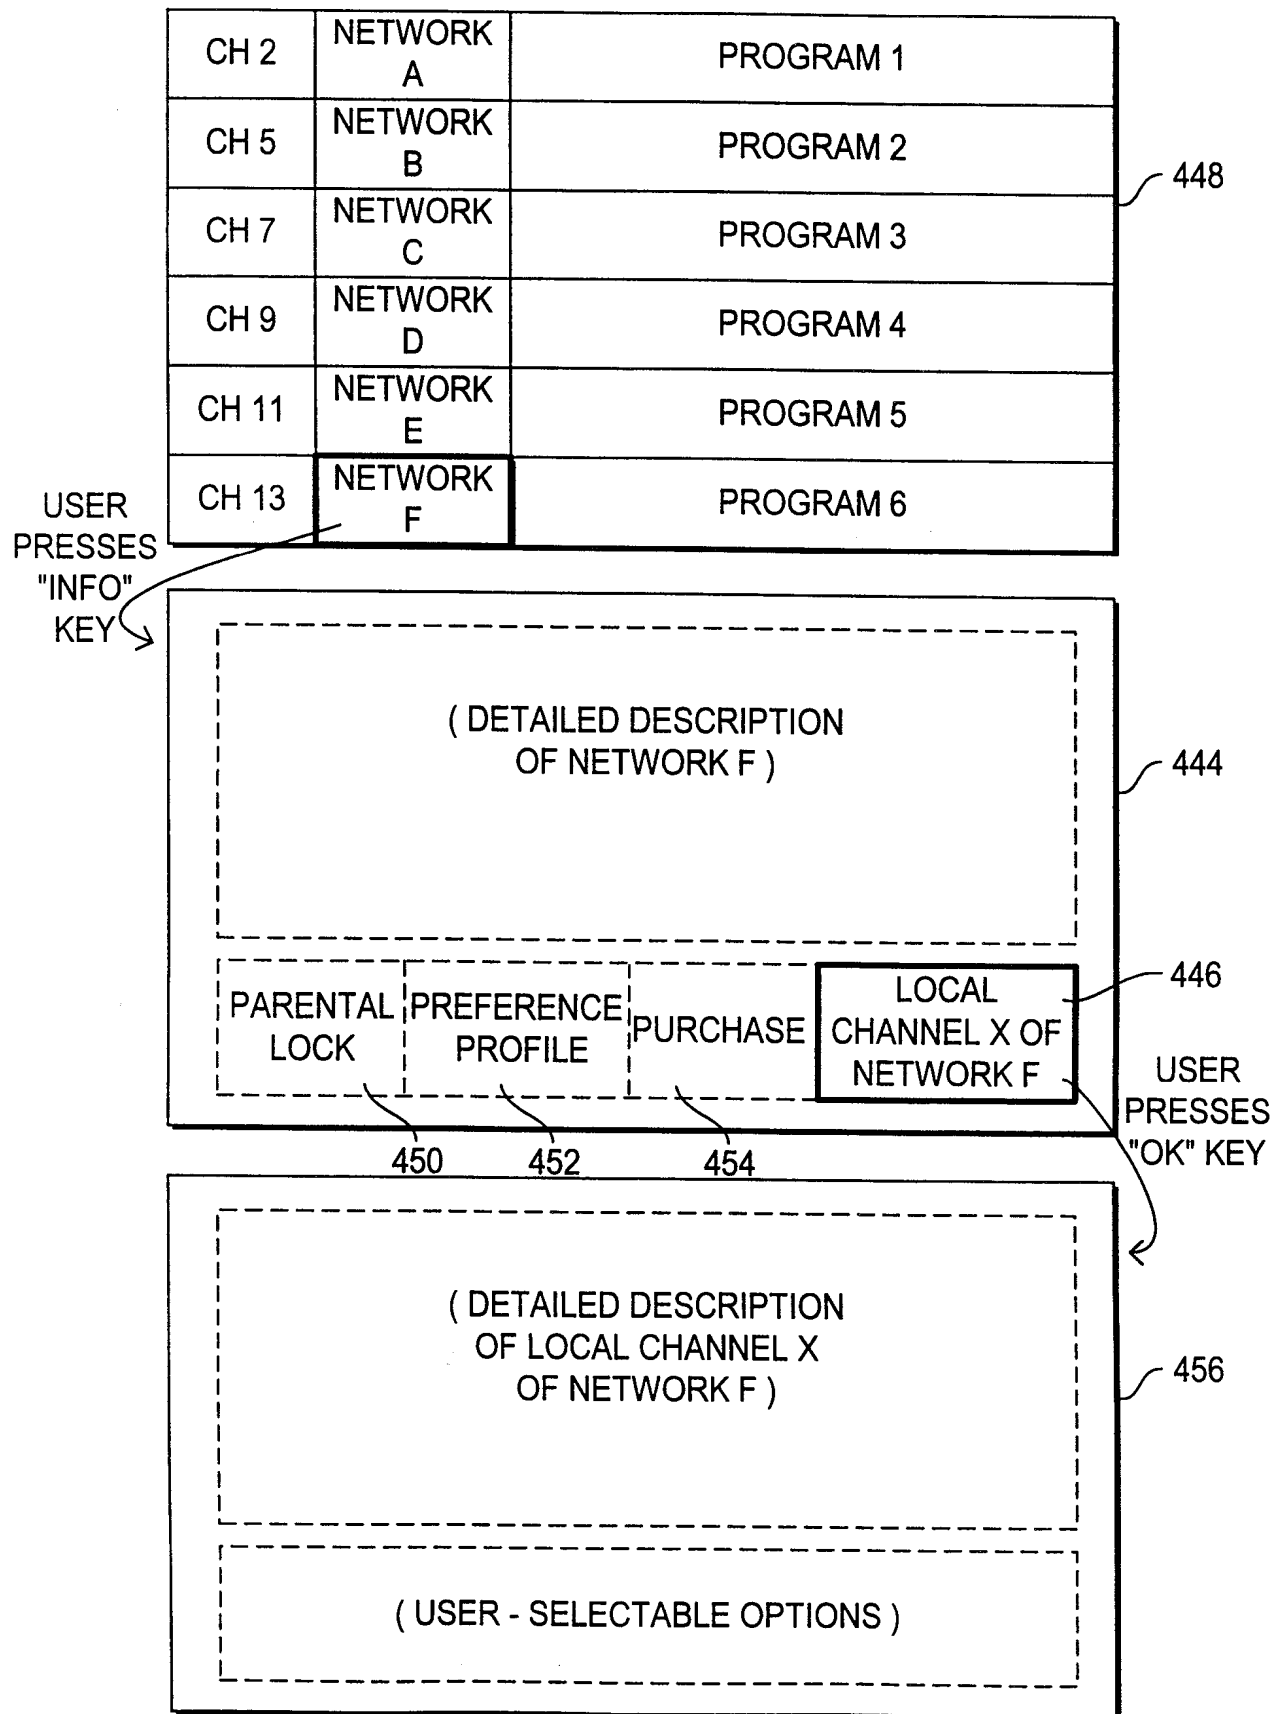 CH 2
NETWORK
A
PROGRAM 1
CH 5
NETWORK
B
PROGRAM 2
448
CH 7
NETWORK
C
PROGRAM 3
CH 9
NETWORK
D
PROGRAM 4
CH 11
NETWORK
E
PROGRAM 5
CH 13
NETWORK
F
PROGRAM 6
USER
PRESSES
"INFO"
KEY
( DETAILED DESCRIPTION
OF NETWORK F )
444
PARENTAL
LOCK
PREFERENCE
PROFILE
PURCHASE
LOCAL
CHANNEL X OF
NETWORK F
446
USER
PRESSES
"OK" KEY
450
452
454
( DETAILED DESCRIPTION
OF LOCAL CHANNEL X
OF NETWORK F )
456
( USER - SELECTABLE OPTIONS )